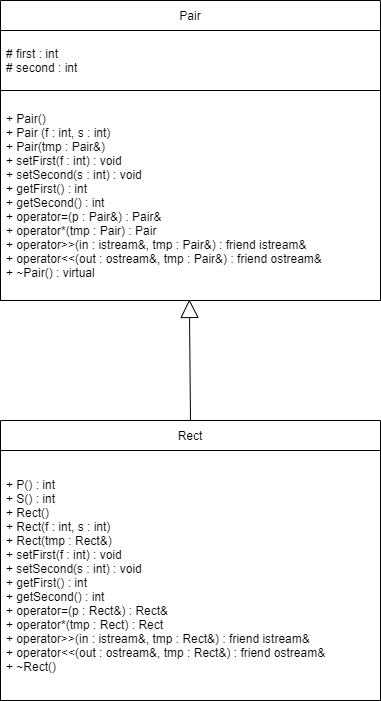 Pair
# first : int
# second : int
+ Pair()
+ Pair (f : int, s : int)
+ Pair(tmp : Pair&)
+ setFirst(f : int) : void
+ setSecond(s : int) : void
+ getFirst() : int
+ getSecond() : int
+ operator=(p : Pair&) : Pair&
+ operator*(tmp : Pair) : Pair
+ operator>>(in : istream&, tmp : Pair&) : friend istream&
+ operator<<(out : ostream&, tmp : Pair&) : friend ostream&
+ ~Pair() : virtual
Rect
+ P() : int
+ S() : int
+ Rect()
+ Rect(f : int, s : int)
+ Rect(tmp : Rect&)
+ setFirst(f : int) : void
+ setSecond(s : int) : void
+ getFirst() : int
+ getSecond() : int
+ operator=(p : Rect&) : Rect&
+ operator*(tmp : Rect) : Rect
+ operator>>(in : istream&, tmp : Rect&) : friend istream&
+ operator<<(out : ostream&, tmp : Rect&) : friend ostream&
+ ~Rect()